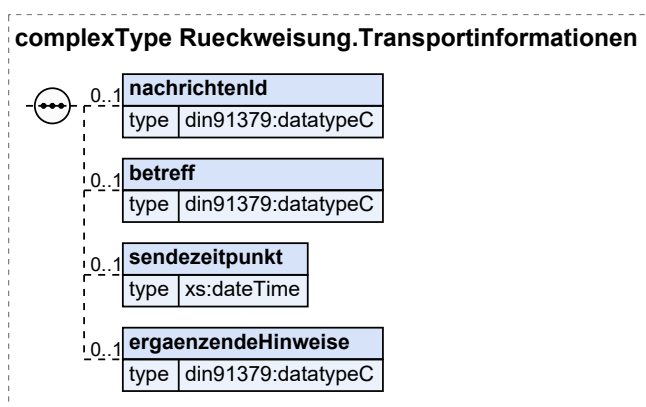 complexType Rueckweisung.Transportinformationen
0..1 nachrichtenId
type din91379:datatypeC
0..1 betreff
type din91379:datatypeC
0..1 sendezeitpunkt
type xs:dateTime
0..1 ergaenzendeHinweise
type din91379:datatypeC